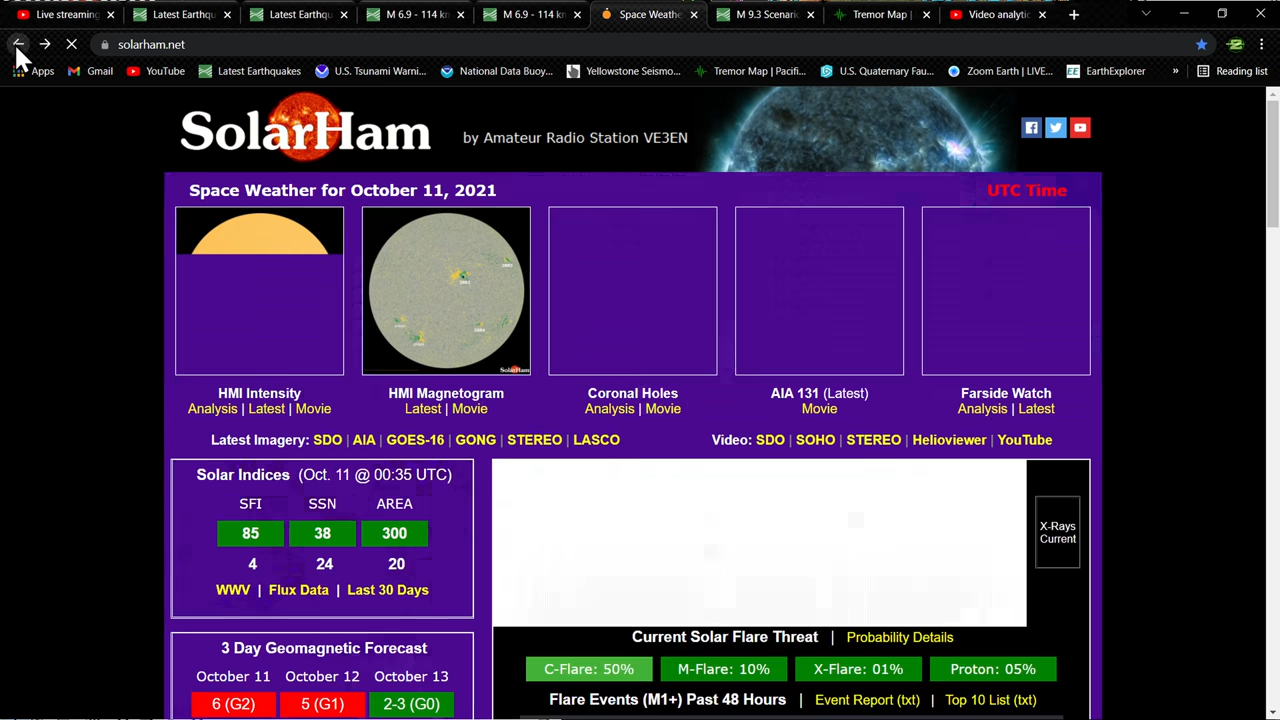 Live streaming
Latest Earthqu
Latest Earthqu
M 6.9 - 114 km
M 6.9 - 114 km
Space Weathe
M 9.3 Scenario
Tremor Map |
Video analytic
solarham.net
Apps
Gmail
YouTube
Latest Earthquakes
U.S. Tsunami Warni...
National Data Buoy...
Yellowstone Seismo...
Tremor Map | Pacifi...
U.S. Quaternary Fau...
Zoom Earth | LIVE...
EarthExplorer
»
Reading list
SolarHam
by Amateur Radio Station VE3EN
Space Weather for October 11, 2021
UTC Time
HMI Intensity
Analysis | Latest | Movie
HMI Magnetogram
Latest | Movie
Coronal Holes
Analysis | Movie
AIA 131 (Latest)
Movie
Farside Watch
Analysis | Latest
Latest Imagery: SDO | AIA | GOES-16 | GONG | STEREO | LASCO
Video: SDO | SOHO | STEREO | Helioviewer | YouTube
Solar Indices (Oct. 11 @ 00:35 UTC)
SFI SSN AREA
85 38 300
4 24 20
WWV | Flux Data | Last 30 Days
X-Rays
Current
Current Solar Flare Threat | Probability Details
C-Flare: 50% M-Flare: 10% X-Flare: 01% Proton: 05%
Flare Events (M1+) Past 48 Hours | Event Report (txt) | Top 10 List (txt)
3 Day Geomagnetic Forecast
October 11 October 12 October 13
6 (G2) 5 (G1) 2-3 (G0)